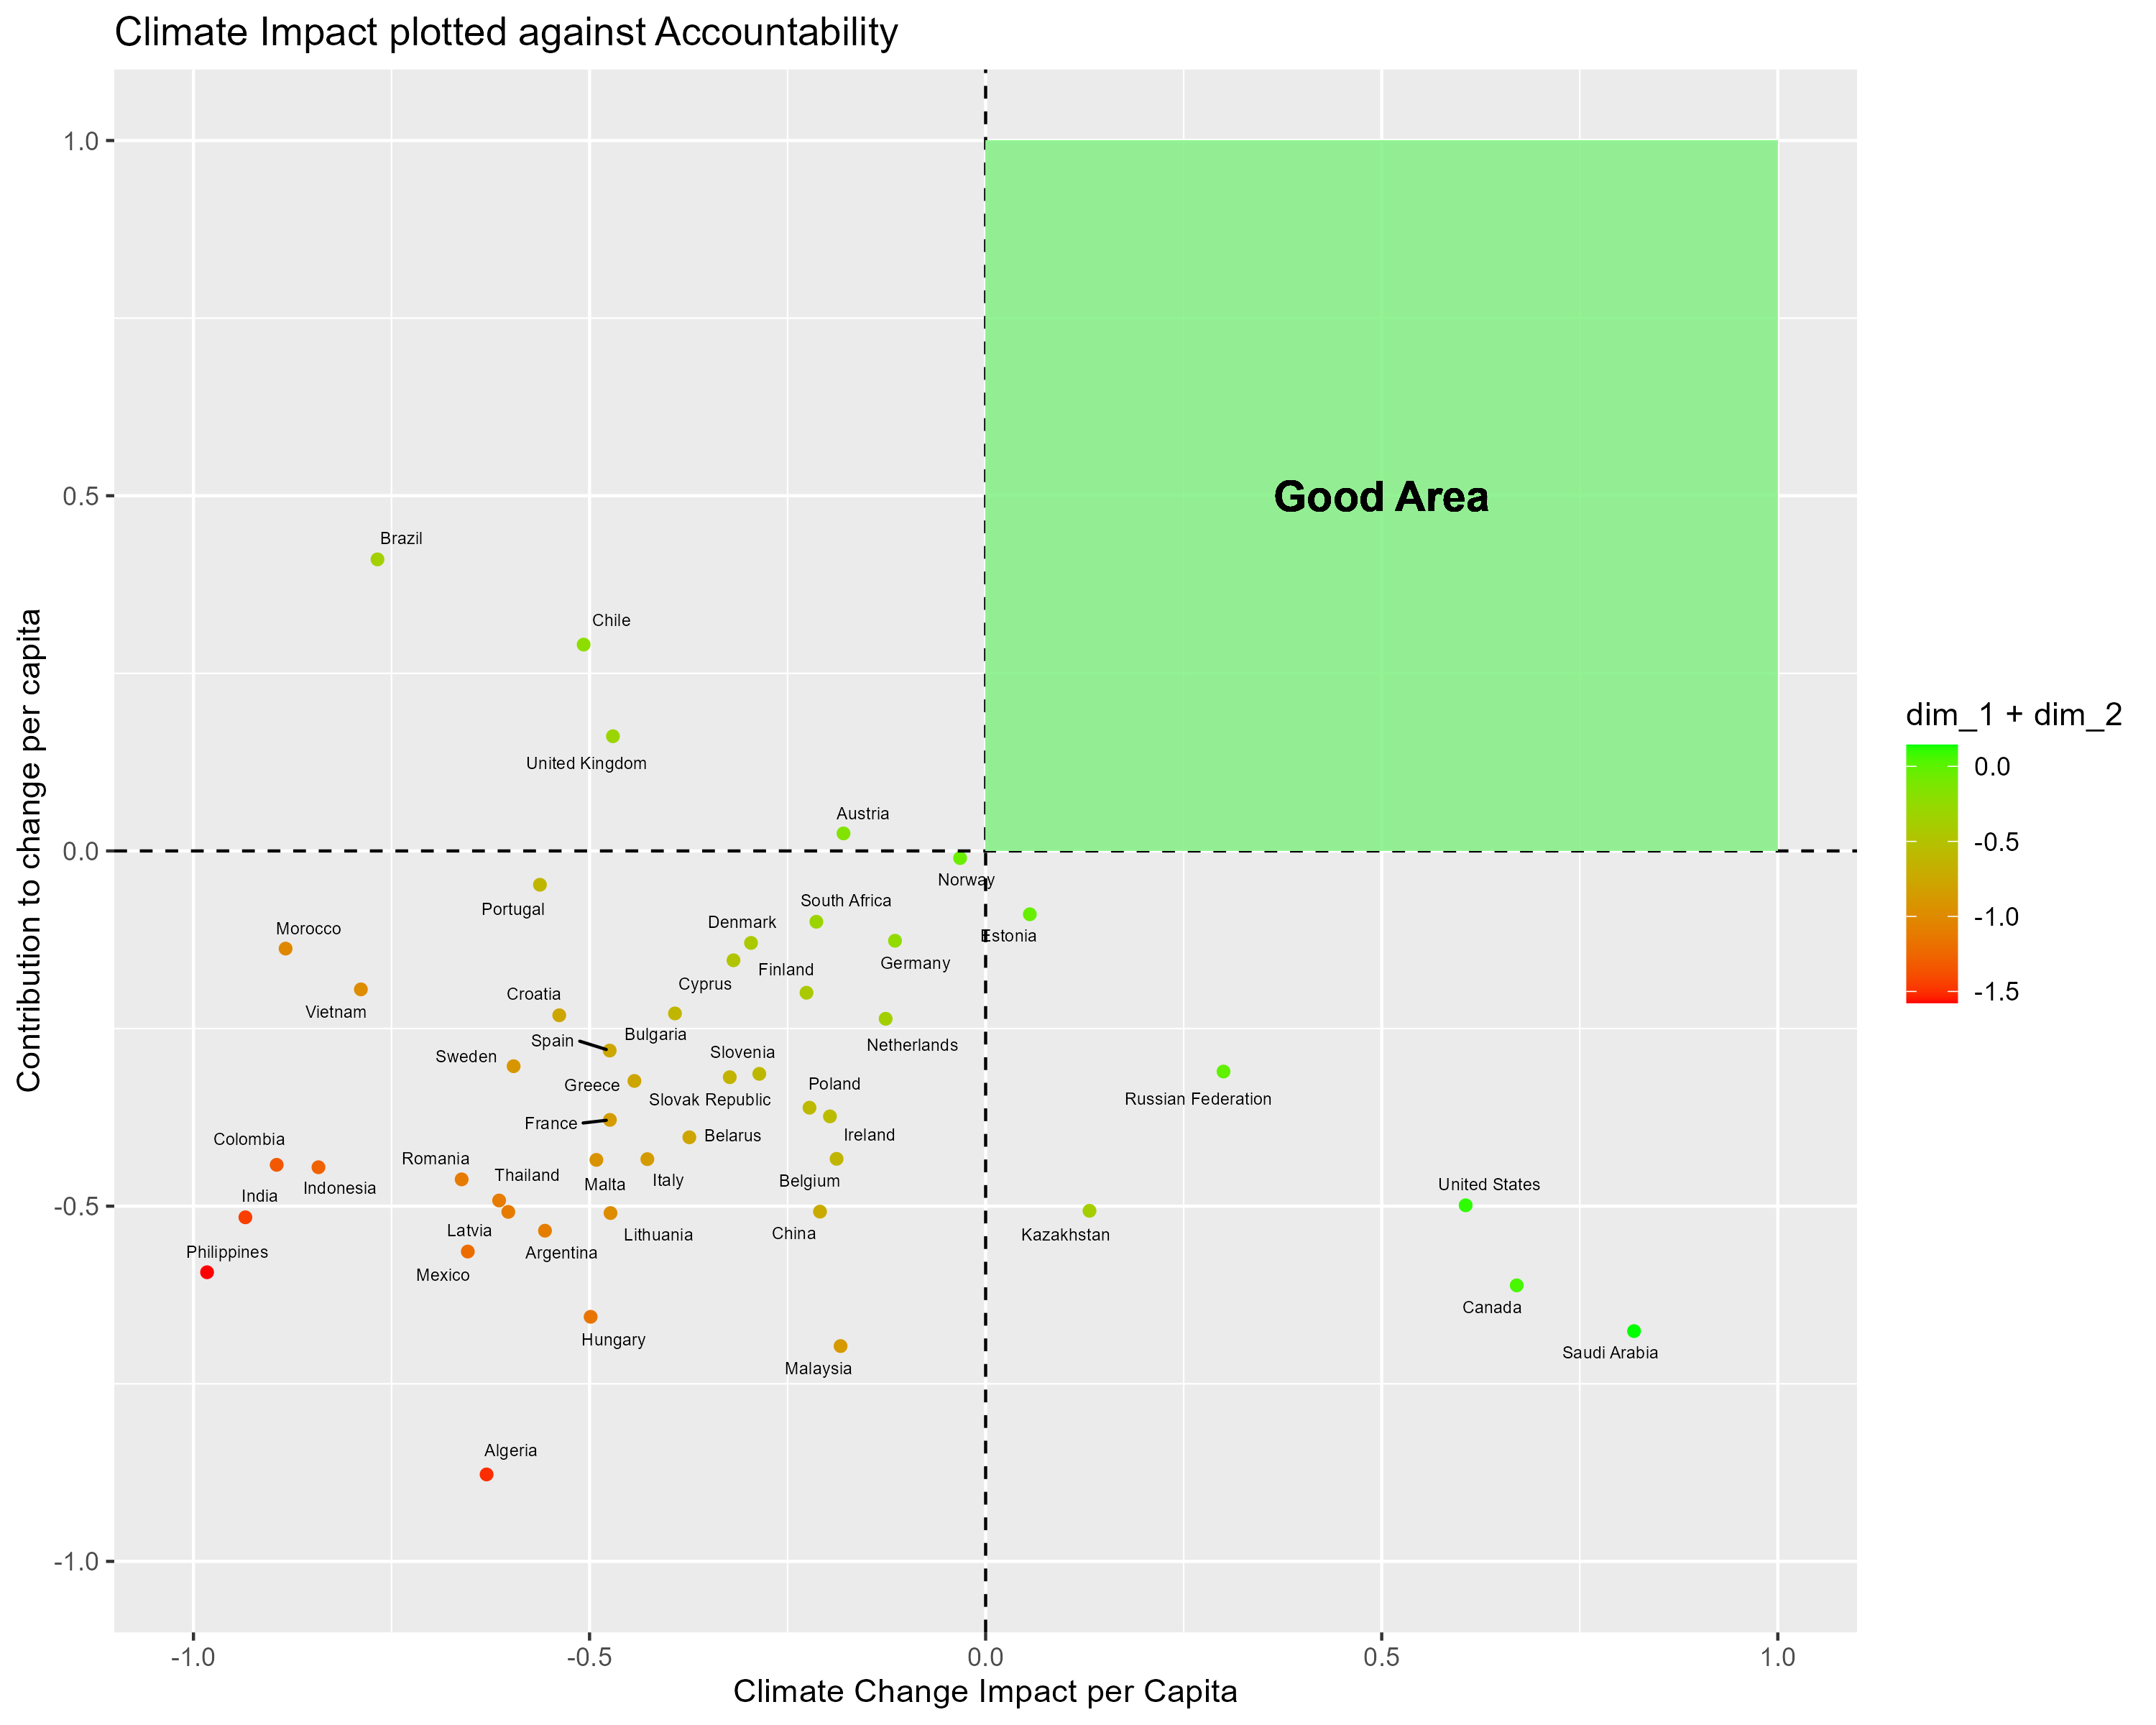 Climate Impact plotted against Accountability
Contribution to change per capita
1.0
0.5
0.0
-0.5
-1.0
Good Area
Brazil
Chile
United Kingdom
Austria
Norway
Portugal
South Africa
Denmark
Morocco
Estonia
Germany
Finland
Cyprus
Croatia
Vietnam
Bulgaria
Spain
Netherlands
Slovenia
Sweden
Greece
Poland
Slovak Republic
Russian Federation
France
Belarus
Ireland
Colombia
Romania
Thailand
Italy
Belgium
Malta
United States
Indonesia
India
Latvia
China
Lithuania
Kazakhstan
Philippines
Argentina
Mexico
Canada
Hungary
Saudi Arabia
Malaysia
Algeria
-1.0
-0.5
0.0
0.5
1.0
Climate Change Impact per Capita
dim_1 + dim_2
0.0
-0.5
-1.0
-1.5